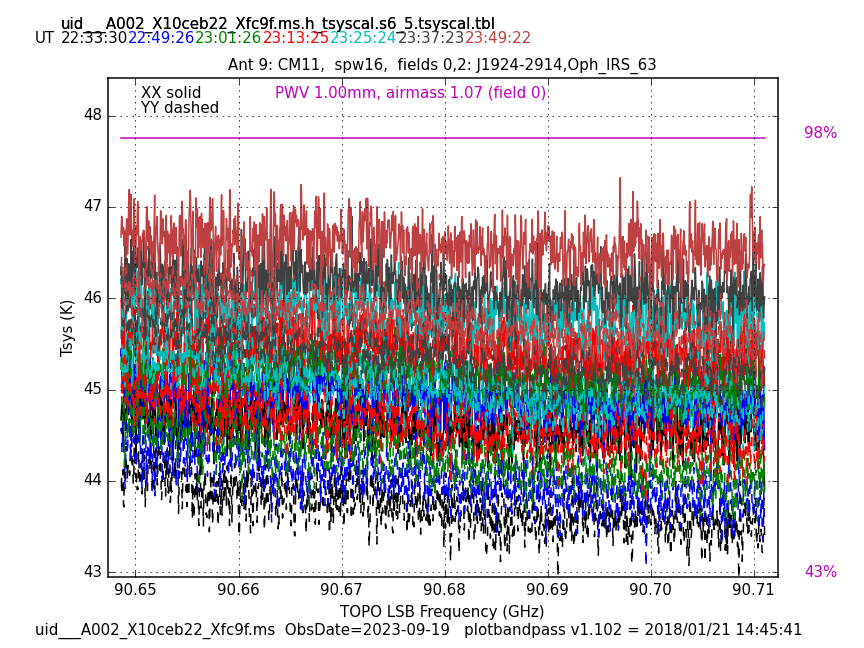 uid___A002_X10ceb22_Xfc9f.ms.h_tsyscal.s6_5.tsyscal.tbl
UT 22:33:30 22:49:26 23:01:26 23:13:25 23:25:24 23:37:23 23:49:22
Ant 9: CM11,  spw16,  fields 0,2: J1924-2914,Oph_IRS_63
XX solid
YY dashed
PWV 1.00mm, airmass 1.07 (field 0)
98%
43%
48
47
46
45
44
43
Tsys (K)
90.65 90.66 90.67 90.68 90.69 90.70 90.71
TOPO LSB Frequency (GHz)
uid___A002_X10ceb22_Xfc9f.ms  ObsDate=2023-09-19   plotbandpass v1.102 = 2018/01/21 14:45:41